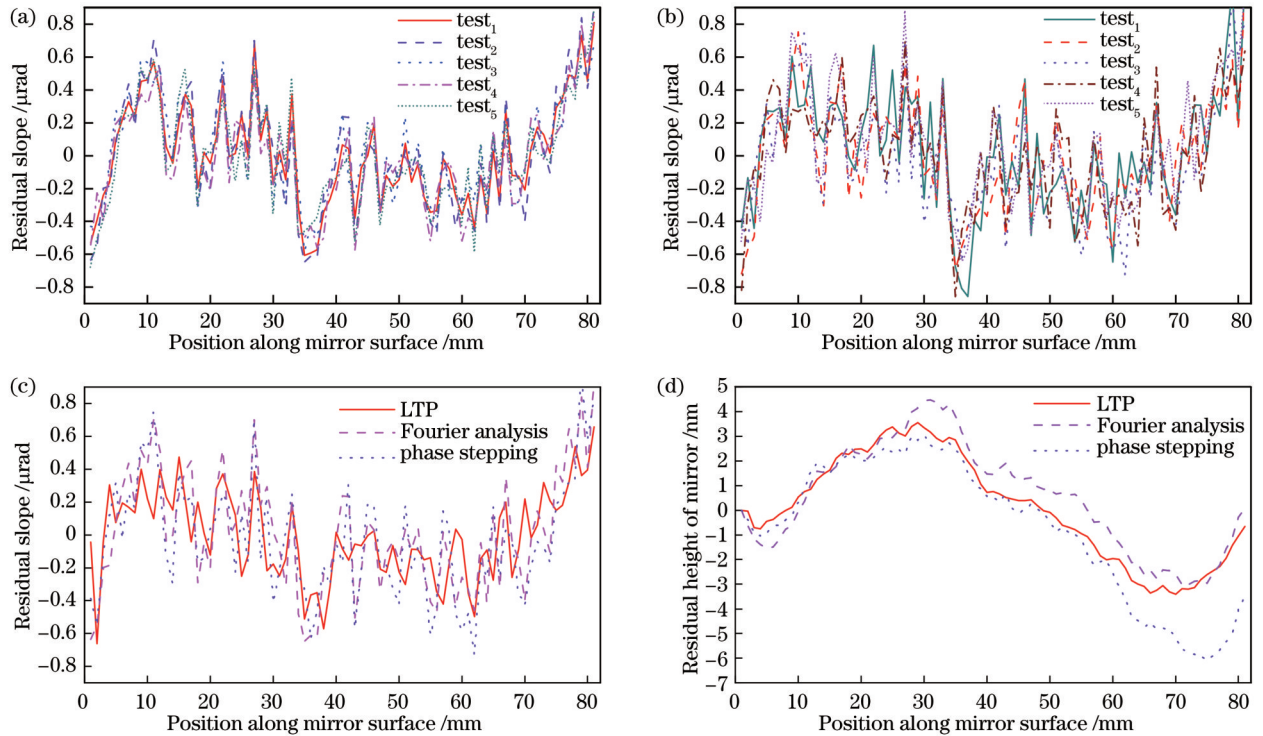 (a)
0.8
0.6
0.4
0.2
0
−0.2
−0.4
−0.6
−0.8
Residual slope /μrad
test1
test2
test3
test4
test5
0 10 20 30 40 50 60 70 80
Position along mirror surface /mm
(b)
0.8
0.6
0.4
0.2
0
−0.2
−0.4
−0.6
−0.8
Residual slope /μrad
test1
test2
test3
test4
test5
0 10 20 30 40 50 60 70 80
Position along mirror surface /mm
(c)
0.8
0.6
0.4
0.2
0
−0.2
−0.4
−0.6
−0.8
Residual slope /μrad
LTP
Fourier analysis
phase stepping
0 10 20 30 40 50 60 70 80
Position along mirror surface /mm
(d)
5
4
3
2
1
0
−1
−2
−3
−4
−5
−6
−7
Residual height of mirror /nm
LTP
Fourier analysis
phase stepping
0 10 20 30 40 50 60 70 80
Position along mirror surface /mm